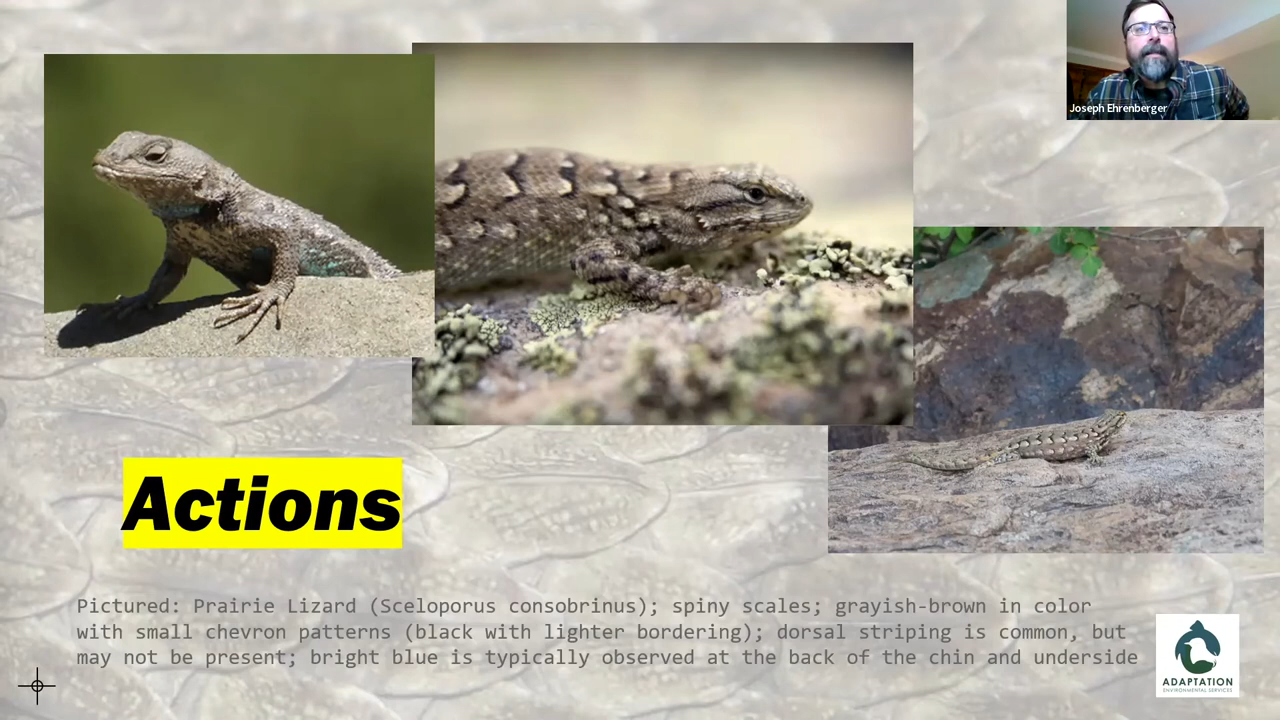 Joseph Ehrenberger
Actions
Pictured: Prairie Lizard (Sceloporus consobrinus); spiny scales; grayish-brown in color
with small chevron patterns (black with lighter bordering); dorsal striping is common, but
may not be present; bright blue is typically observed at the back of the chin and underside
ADAPTATION
ENVIRONMENTAL SERVICES